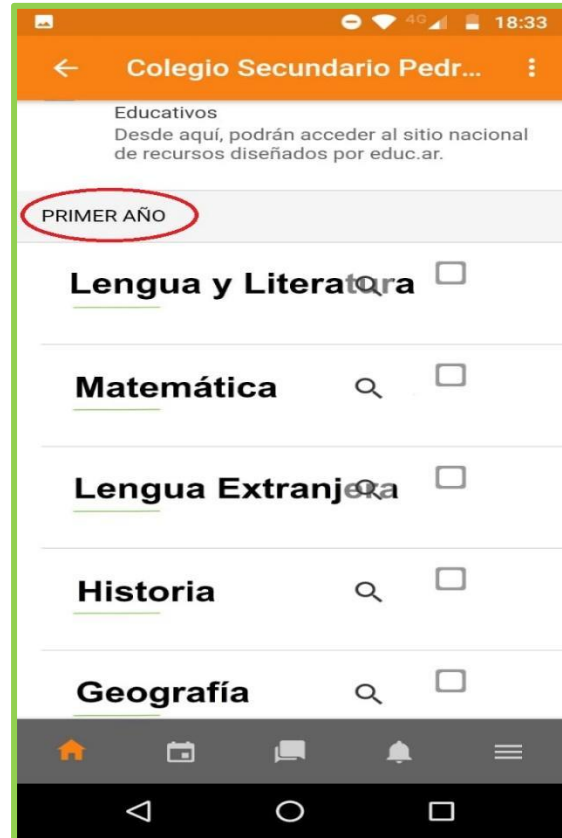 4G 18:33
Colegio Secundario Pedr...
Educativos
Desde aquí, podrán acceder al sitio nacional
de recursos diseñados por educ.ar.
PRIMER AÑO
Lengua y Literatura
Matemática
Lengua Extranjera
Historia
Geografía